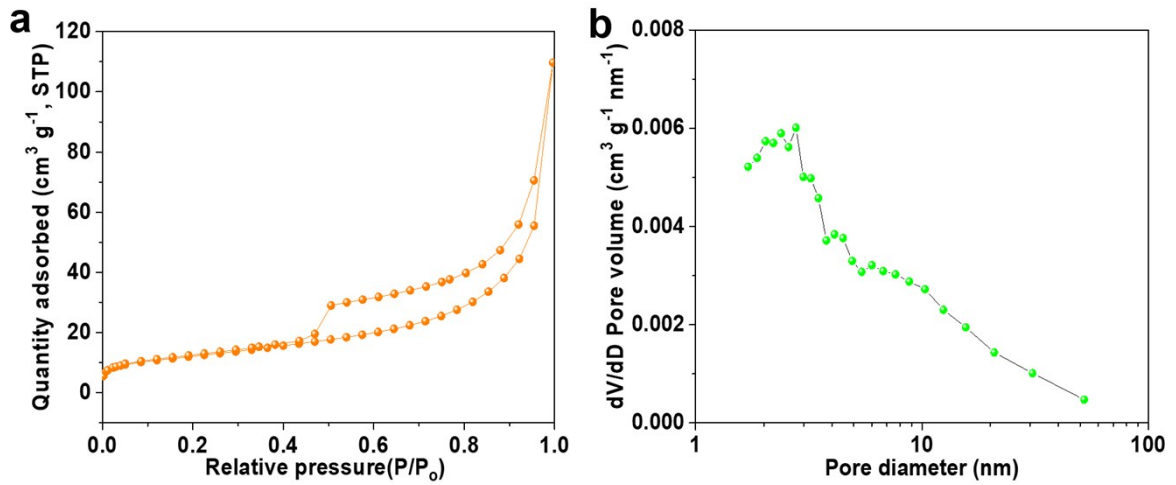 a
120
100
80
60
40
20
0
Quantity adsorbed (cm³ g⁻¹, STP)
0.0 0.2 0.4 0.6 0.8 1.0
Relative pressure(P/Pₒ)
b
0.008
0.006
0.004
0.002
0.000
dV/dD Pore volume (cm³ g⁻¹ nm⁻¹)
1 10 100
Pore diameter (nm)